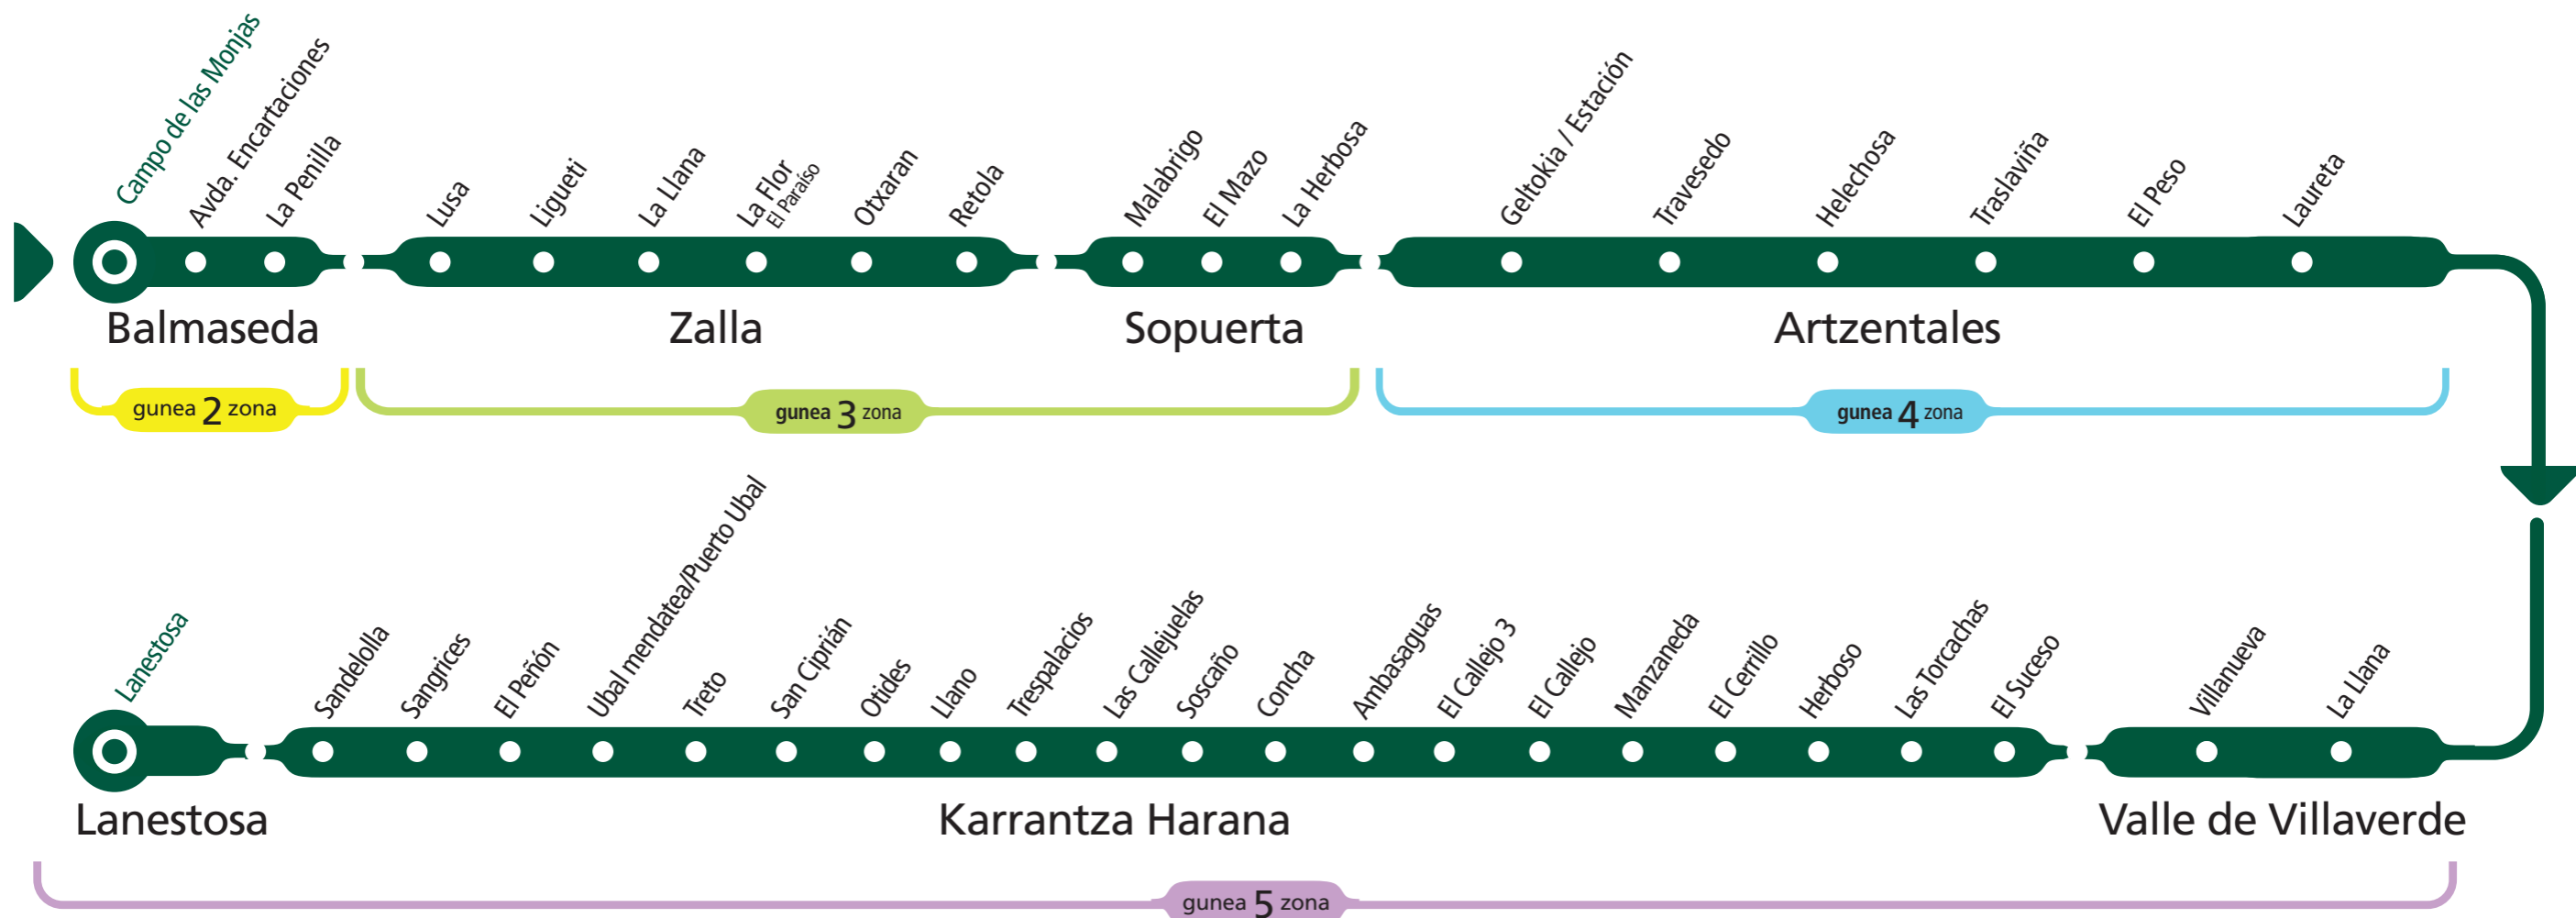 Campo de las Monjas
Avda. Encartaciones
La Penilla
Lusa
Ligueti
La Llana
La Flor
El Paraíso
Otxaran
Retola
Malabrigo
El Mazo
La Herbosa
Geltokia / Estación
Travesedo
Helechosa
Traslaviña
El Peso
Laureta
Balmaseda
Zalla
Sopuerta
Artzentales
gunea 2 zona
gunea 3 zona
gunea 4 zona
Lanestosa
Sandelolla
Sangrices
El Peñón
Ubal mendatea/Puerto Ubal
Treto
San Ciprián
Otides
Llano
Trespalacios
Las Callejuelas
Soscaño
Concha
Ambasaguas
El Callejo 3
El Callejo
Manzaneda
El Cerrillo
Herboso
Las Torcachas
El Suceso
Villanueva
La Llana
Lanestosa
Karrantza Harana
Valle de Villaverde
gunea 5 zona